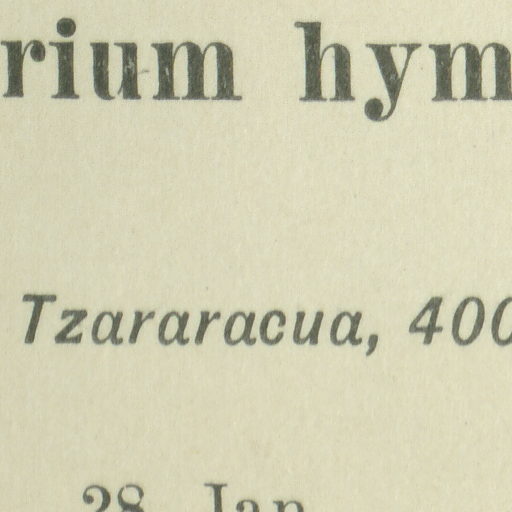 rium hym
Tzararacua, 400
28 Jan